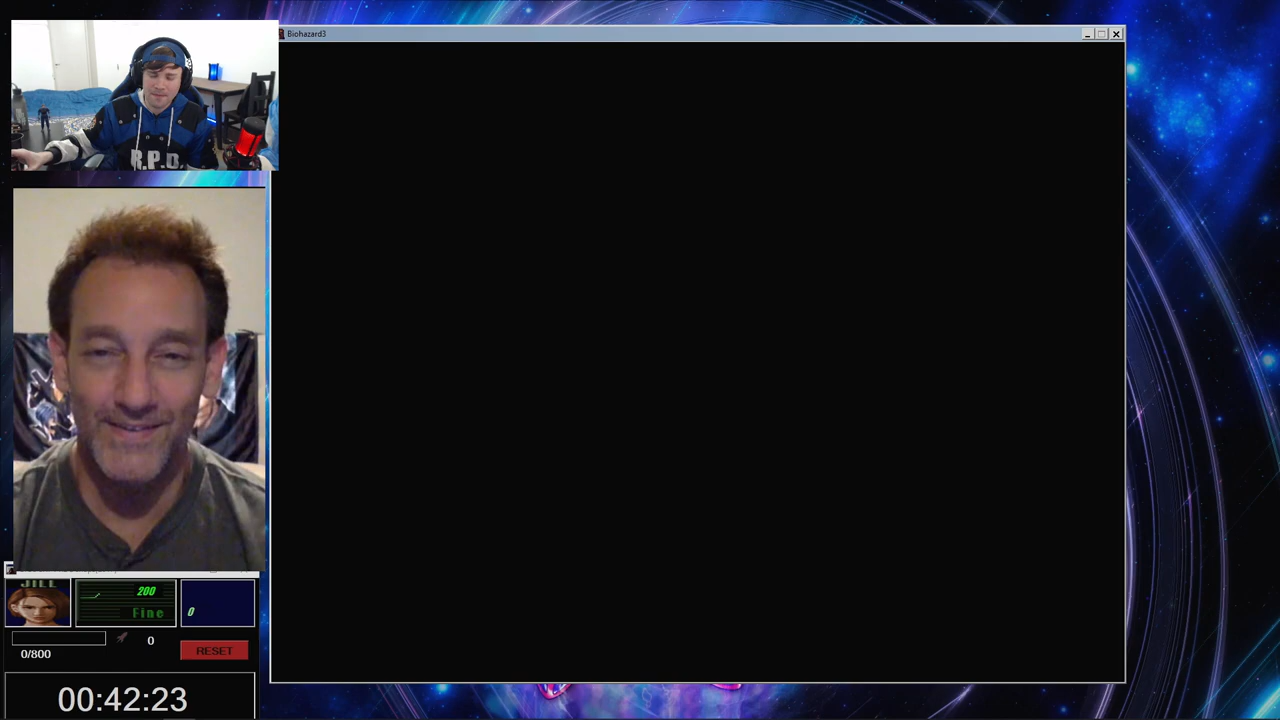 Biohazard3
R.P.D.
JILL
200
Fine
0
0
0/800
RESET
00:42:23